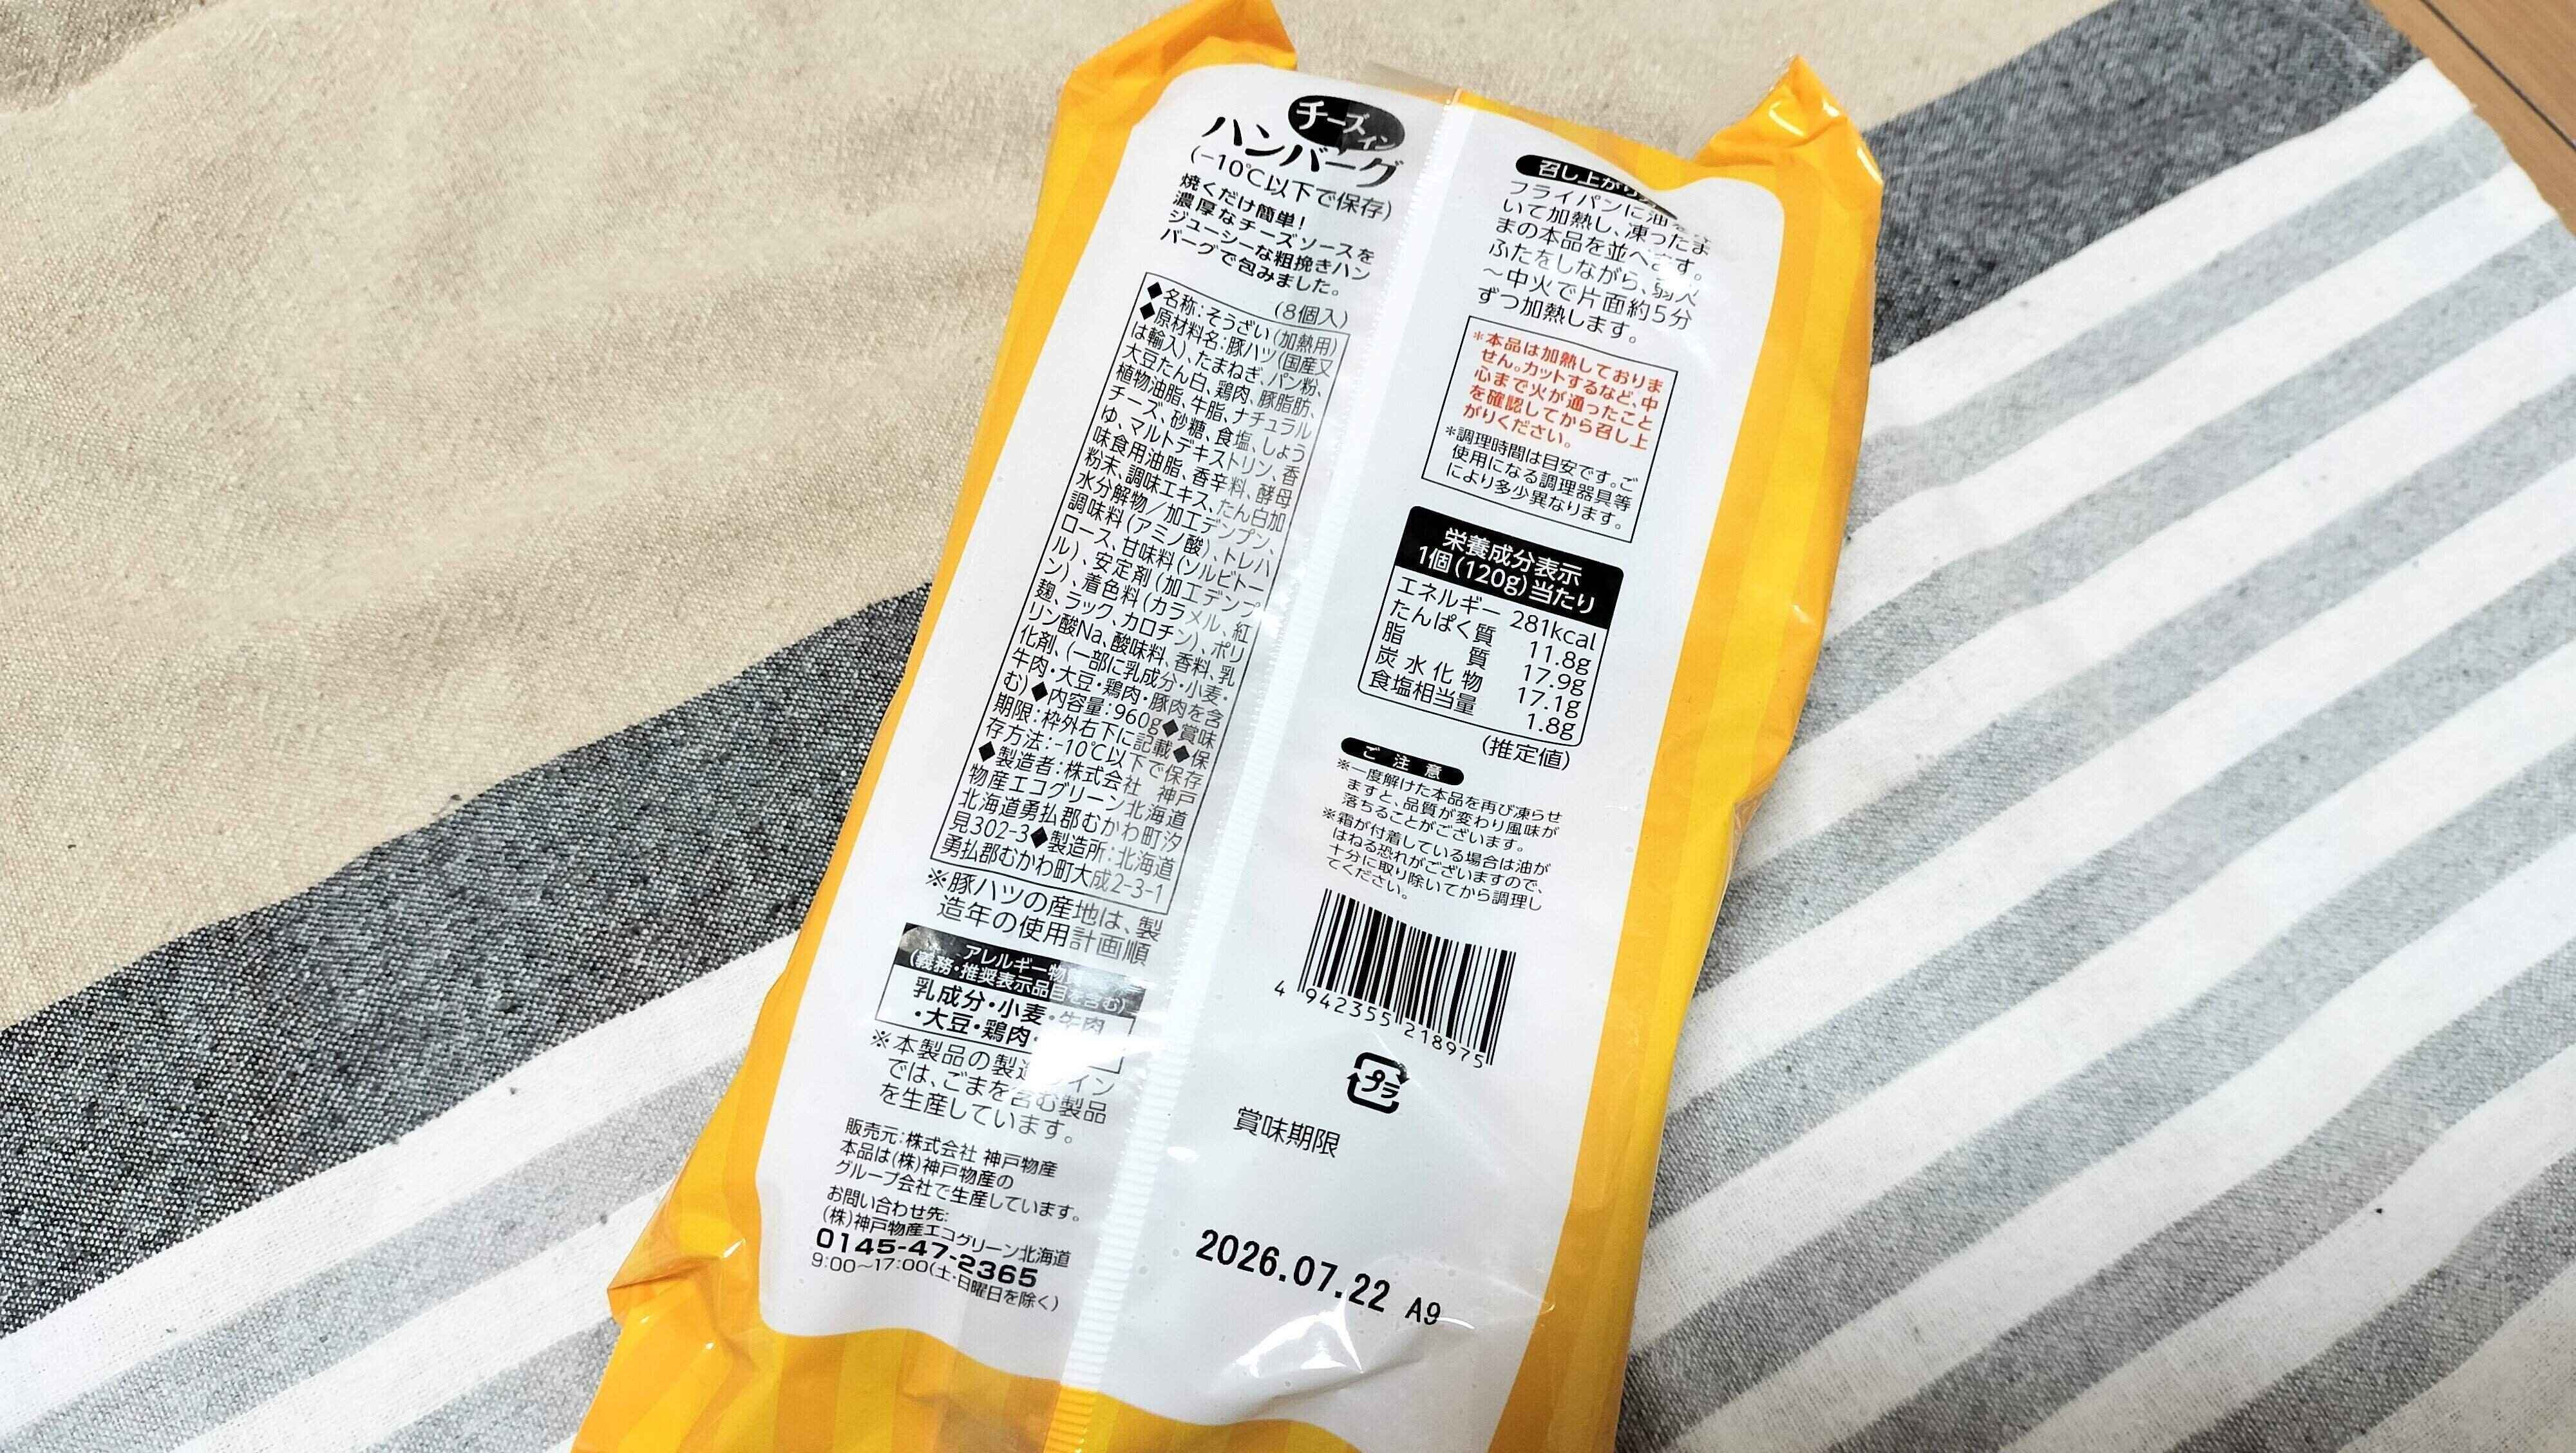 チーズイン
ハンバーグ
(-10℃以下で保存)
焼くだけ簡単!
濃厚なチーズソースを
ジューシーな粗挽きハン
バーグで包みました。
(8個入)
◆名称:そうざい(加熱用)
◆原材料名:豚ハツ(国産又
は輸入)、たまねぎ、パン粉、
大豆たん白、鶏肉、豚脂肪、
植物油脂、牛脂、ナチュラル
チーズ、砂糖、食塩、しょう
ゆ、マルトデキストリン、香
味食用油脂、香辛料、酵母
粉末、調味エキス、たん白加
水分解物/加工デンプン、
調味料(アミノ酸)、トレハ
ロース、甘味料(ソルビトー
ル)、安定剤(加工デンプ
ン)、着色料(カラメル、紅
麹、ラック、カロチン)、ポリ
リン酸Na、酸味料、香料、乳
化剤、(一部に乳成分・小麦・
牛肉・大豆・鶏肉・豚肉を含
む)◆内容量:960g◆賞味
期限:枠外右下に記載◆保
存方法:-10℃以下で保存
◆製造者:株式会社 神戸
物産エコグリーン北海道
北海道勇払郡むかわ町汐
見302-3◆製造所:北海道
勇払郡むかわ町大成2-3-1
※豚ハツの産地は、製
造年の使用計画順
アレルギー物
(義務・推奨表示品目を含む)
乳成分・小麦・牛肉
・大豆・鶏肉・
※本製品の製造ライン
では、ごまを含む製品
を生産しています。
販売元:株式会社 神戸物産
本品は(株)神戸物産の
グループ会社で生産しています。
お問い合わせ先:
(株)神戸物産エコグリーン北海道
0145-47-2365
9:00~17:00(土・日曜日を除く)
召し上がり
フライパンに油
いて加熱し、凍ったま
まの本品を並べます。
ふたをしながら、弱火
~中火で片面約5分
ずつ加熱します。
*本品は加熱しておりま
せん。カットするなど、中
心まで火が通ったこと
を確認してから召し上
がりください。
*調理時間は目安です。ご
使用になる調理器具等
により多少異なります。
栄養成分表示
1個(120g)当たり
エネルギー 281kcal
たんぱく質 11.8g
脂質 17.9g
炭水化物 17.1g
食塩相当量 1.8g
(推定値)
ご注意
※一度解けた本品を再び凍らせ
ますと、品質が変わり風味が
落ちることがございます。
※霜が付着している場合は油が
はねる恐れがございますので、
十分に取り除いてから調理し
てください。
4 942355 218975
プラ
賞味期限
2026.07.22 A9